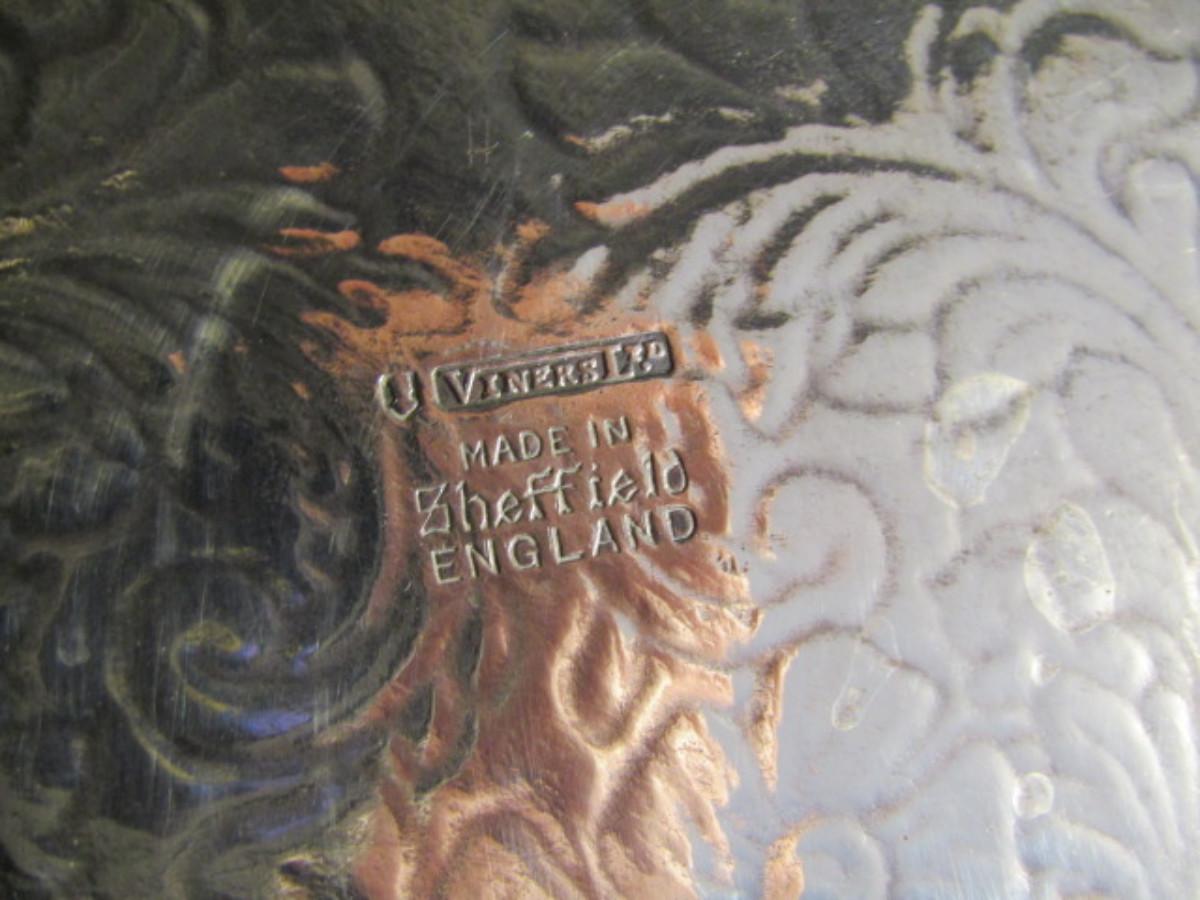 VINERS LTD
MADE IN
Sheffield
ENGLAND